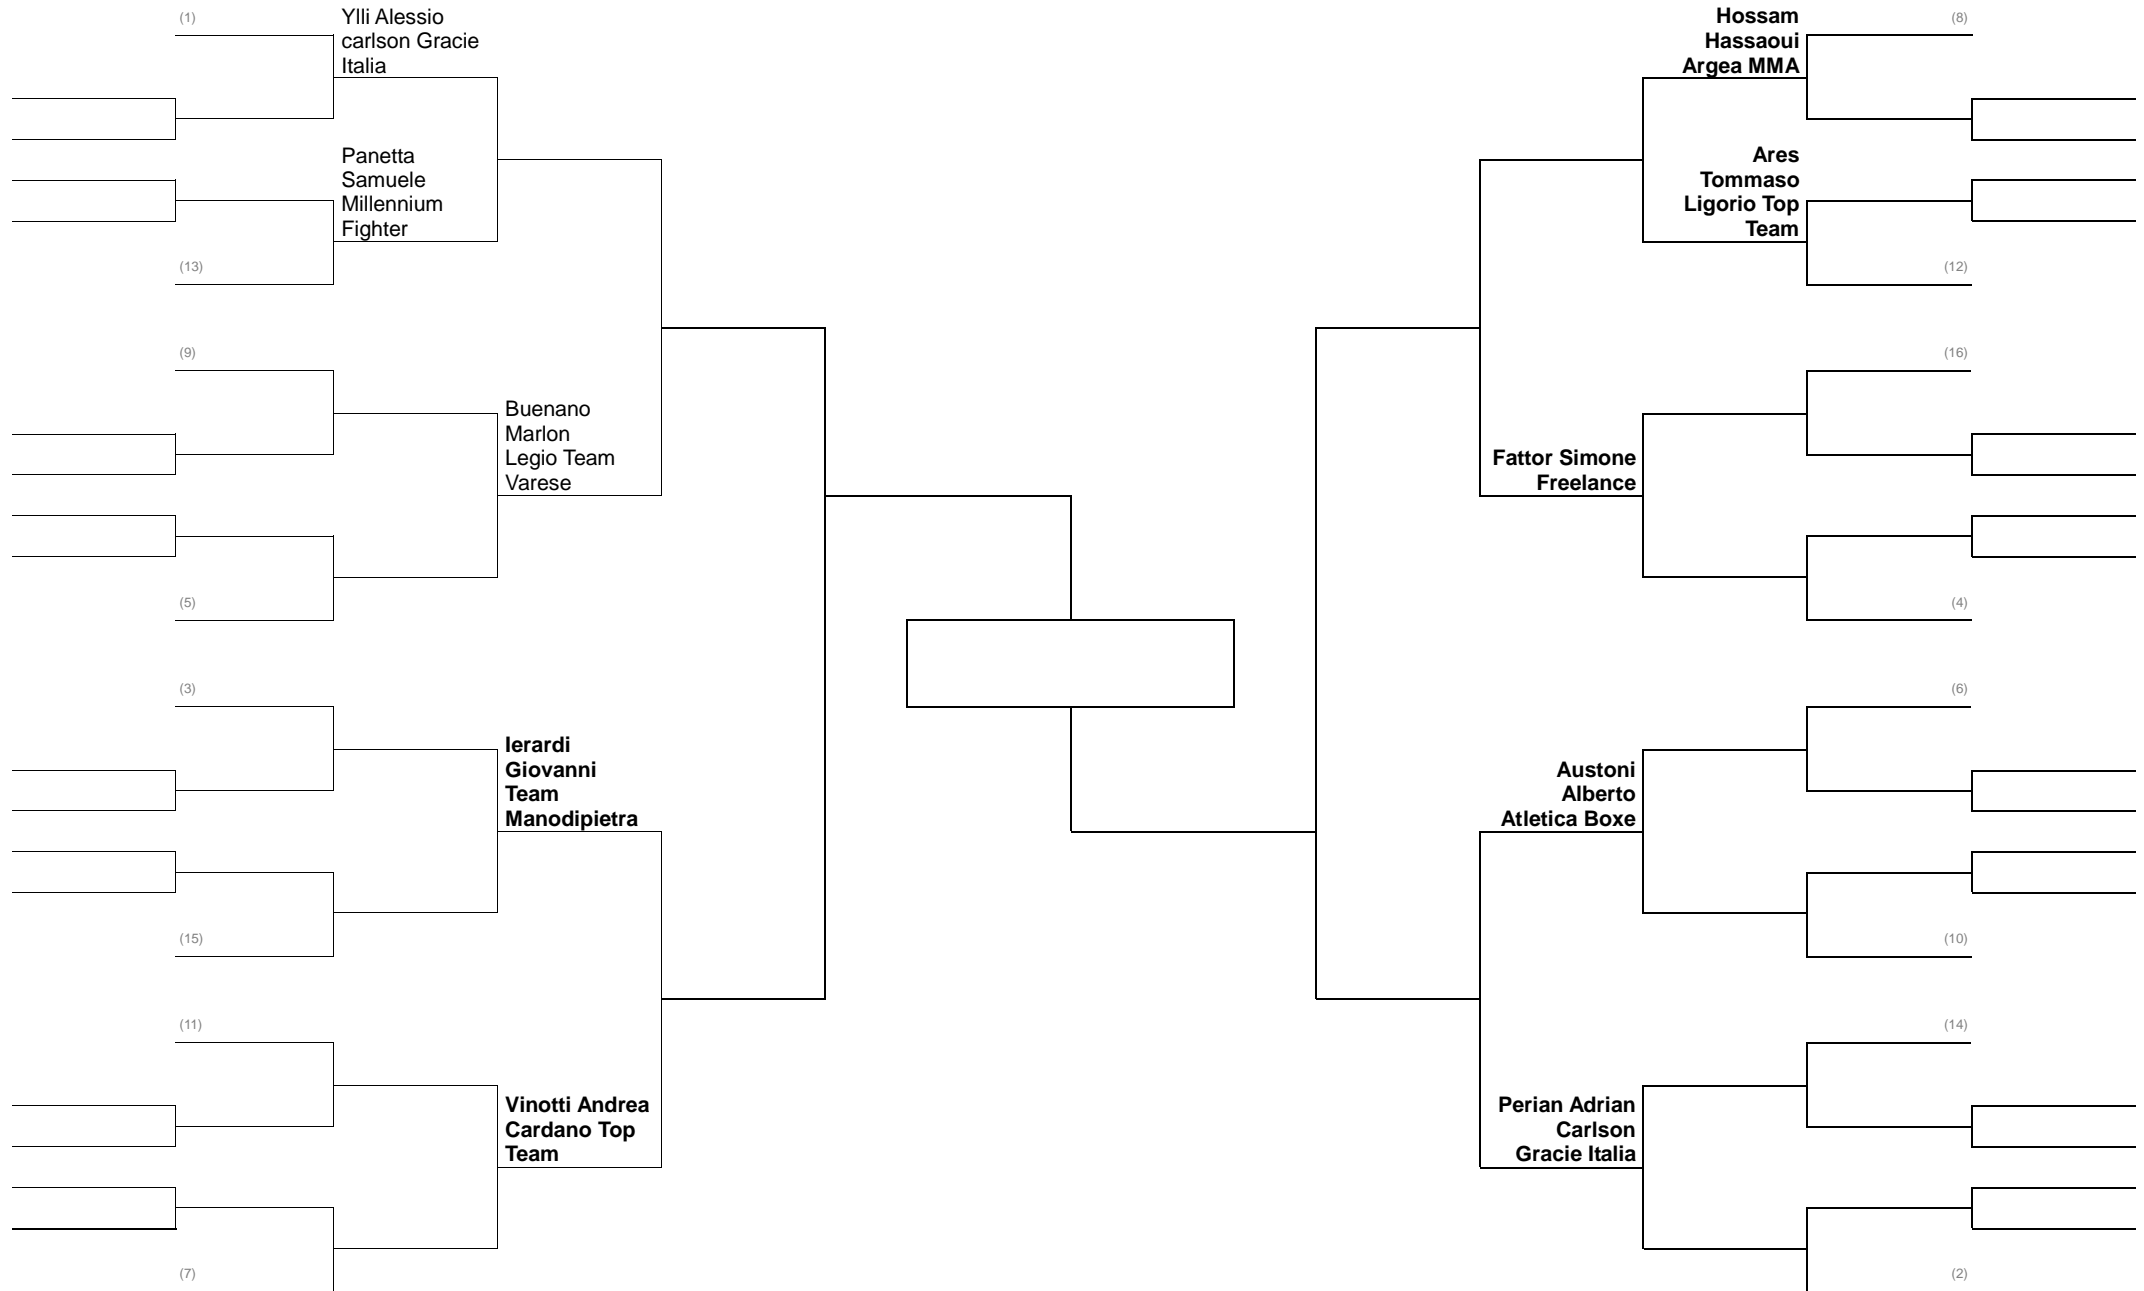 (1)
Ylli Alessio
carlson Gracie
Italia
Panetta
Samuele
Millennium
Fighter
(13)
(9)
Buenano
Marlon
Legio Team
Varese
(5)
(3)
Ierardi
Giovanni
Team
Manodipietra
(15)
(11)
Vinotti Andrea
Cardano Top
Team
(7)
Hossam
Hassaoui
Argea MMA
(8)
Ares
Tommaso
Ligorio Top
Team
(12)
(16)
Fattor Simone
Freelance
(4)
(6)
Austoni
Alberto
Atletica Boxe
(10)
(14)
Perian Adrian
Carlson
Gracie Italia
(2)